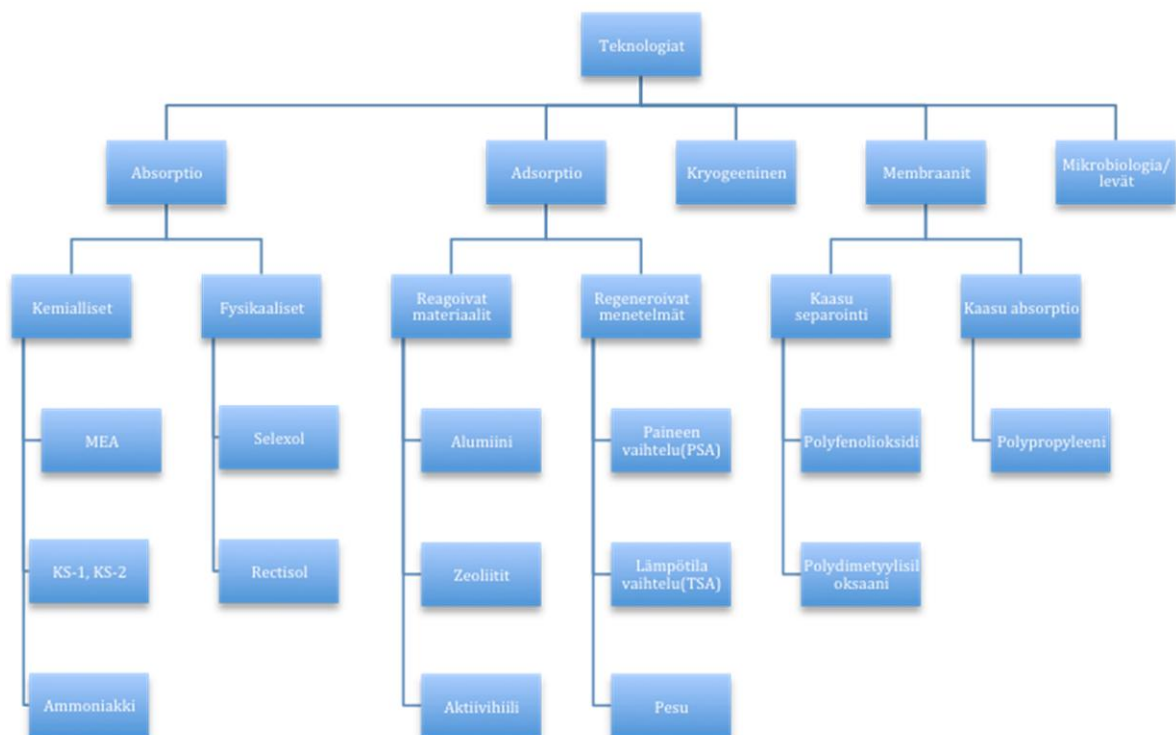 Teknologiat
Absorptio
Adsorptio
Kryogeeninen
Membraanit
Mikrobiologia/
levät
Kemialliset
Fysikaaliset
Reagoivat
materiaalit
Regeneroivat
menetelmät
Kaasu
separointi
Kaasu absorptio
MEA
Selexol
Alumiini
Paineen
vaihtelu(PSA)
Polyfenolioksidi
Polypropyleeni
KS-1, KS-2
Rectisol
Zeoliitit
Lämpötila
vaihtelu(TSA)
Polydimetyylisil
oksaani
Ammoniakki
Aktiivihiili
Pesu